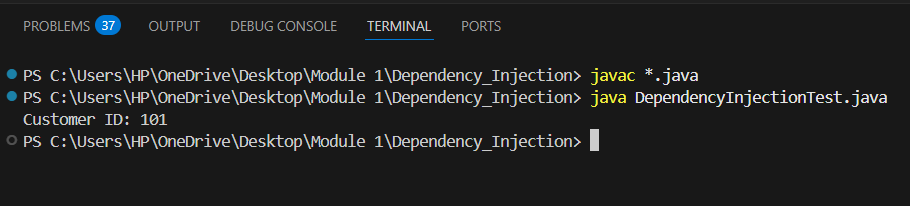 PROBLEMS 37 OUTPUT DEBUG CONSOLE TERMINAL PORTS
PS C:\Users\HP\OneDrive\Desktop\Module 1\Dependency_Injection> javac *.java
PS C:\Users\HP\OneDrive\Desktop\Module 1\Dependency_Injection> java DependencyInjectionTest.java
Customer ID: 101
PS C:\Users\HP\OneDrive\Desktop\Module 1\Dependency_Injection>